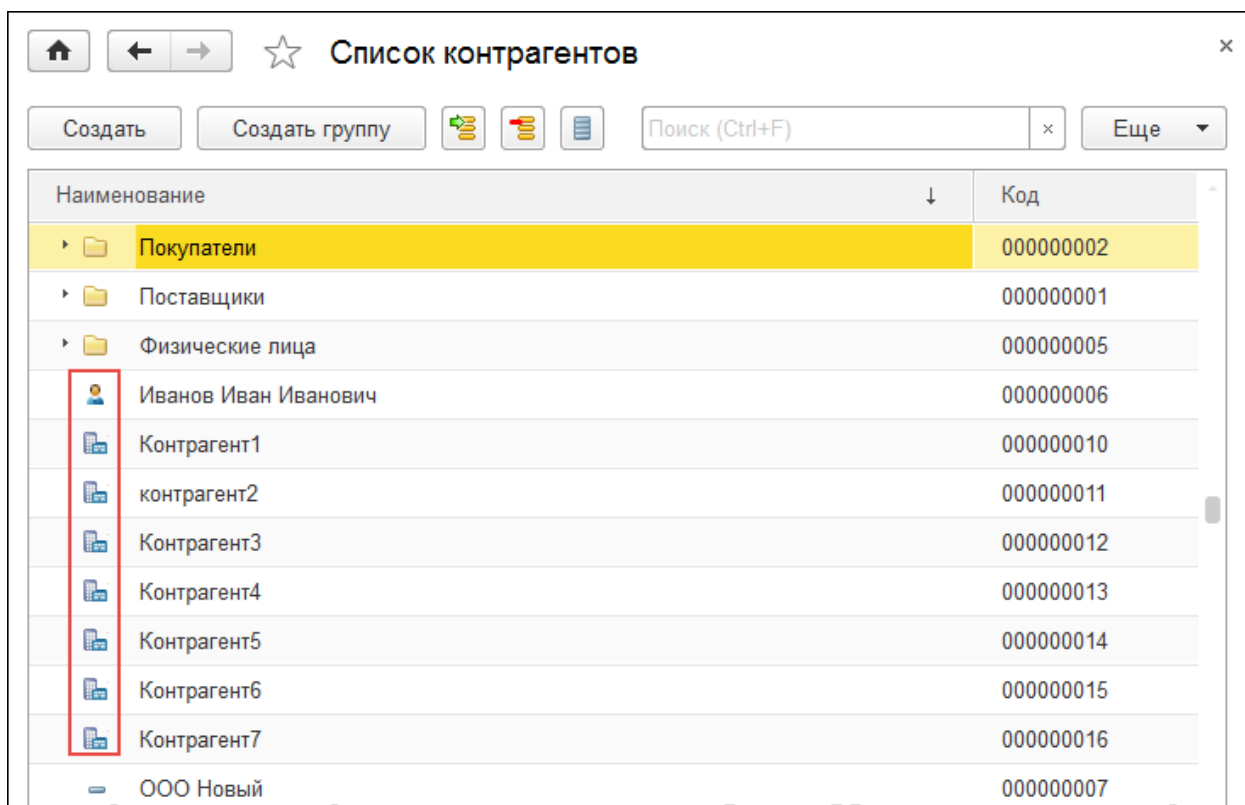 Список контрагентов
Создать Создать группу Поиск (Ctrl+F) Еще
Наименование Код
Покупатели 000000002
Поставщики 000000001
Физические лица 000000005
Иванов Иван Иванович 000000006
Контрагент1 000000010
контрагент2 000000011
Контрагент3 000000012
Контрагент4 000000013
Контрагент5 000000014
Контрагент6 000000015
Контрагент7 000000016
ООО Новый 000000007